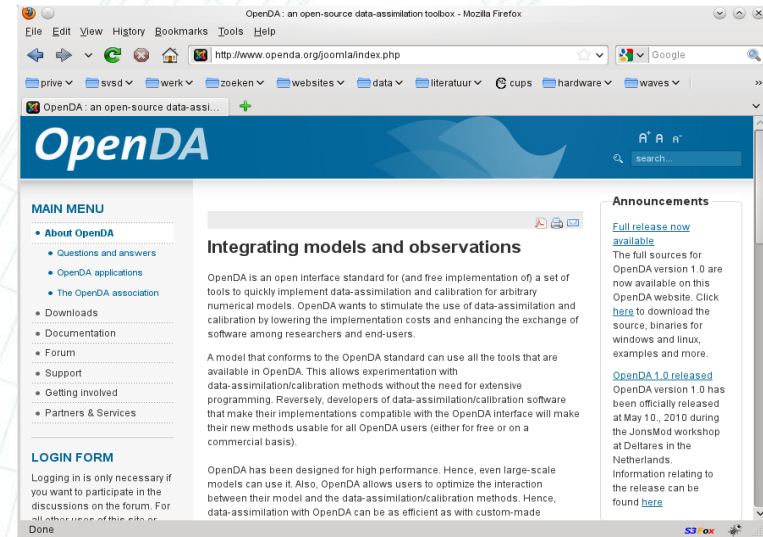 OpenDA : an open-source data-assimilation toolbox - Mozilla Firefox
File Edit View History Bookmarks Tools Help
http://www.openda.org/joomla/index.php
Google
prive svsd werk zoeken websites data literatuur cups hardware waves »
OpenDA : an open-source data-assi...
OpenDA
A+ A A-
search...
MAIN MENU
About OpenDA
Questions and answers
OpenDA applications
The OpenDA association
Downloads
Documentation
Forum
Support
Getting involved
Partners & Services
LOGIN FORM
Logging in is only necessary if
you want to participate in the
discussions on the forum. For
all other uses of this site or
Integrating models and observations
OpenDA is an open interface standard for (and free implementation of) a set of
tools to quickly implement data-assimilation and calibration for arbitrary
numerical models. OpenDA wants to stimulate the use of data-assimilation and
calibration by lowering the implementation costs and enhancing the exchange of
software among researchers and end-users.
A model that conforms to the OpenDA standard can use all the tools that are
available in OpenDA. This allows experimentation with
data-assimilation/calibration methods without the need for extensive
programming. Reversely, developers of data-assimilation/calibration software
that make their implementations compatible with the OpenDA interface will make
their new methods usable for all OpenDA users (either for free or on a
commercial basis).
OpenDA has been designed for high performance. Hence, even large-scale
models can use it. Also, OpenDA allows users to optimize the interaction
between their model and the data-assimilation/calibration methods. Hence,
data-assimilation with OpenDA can be as efficient as with custom-made
Announcements
Full release now
available
The full sources for
OpenDA version 1.0 are
now available on this
OpenDA website. Click
here to download the
source, binaries for
windows and linux,
examples and more.
OpenDA 1.0 released
OpenDA version 1.0 has
been officially released
at May 10., 2010 during
the JonsMod workshop
at Deltares in the
Netherlands.
Information relating to
the release can be
found here
Done
S3Fox